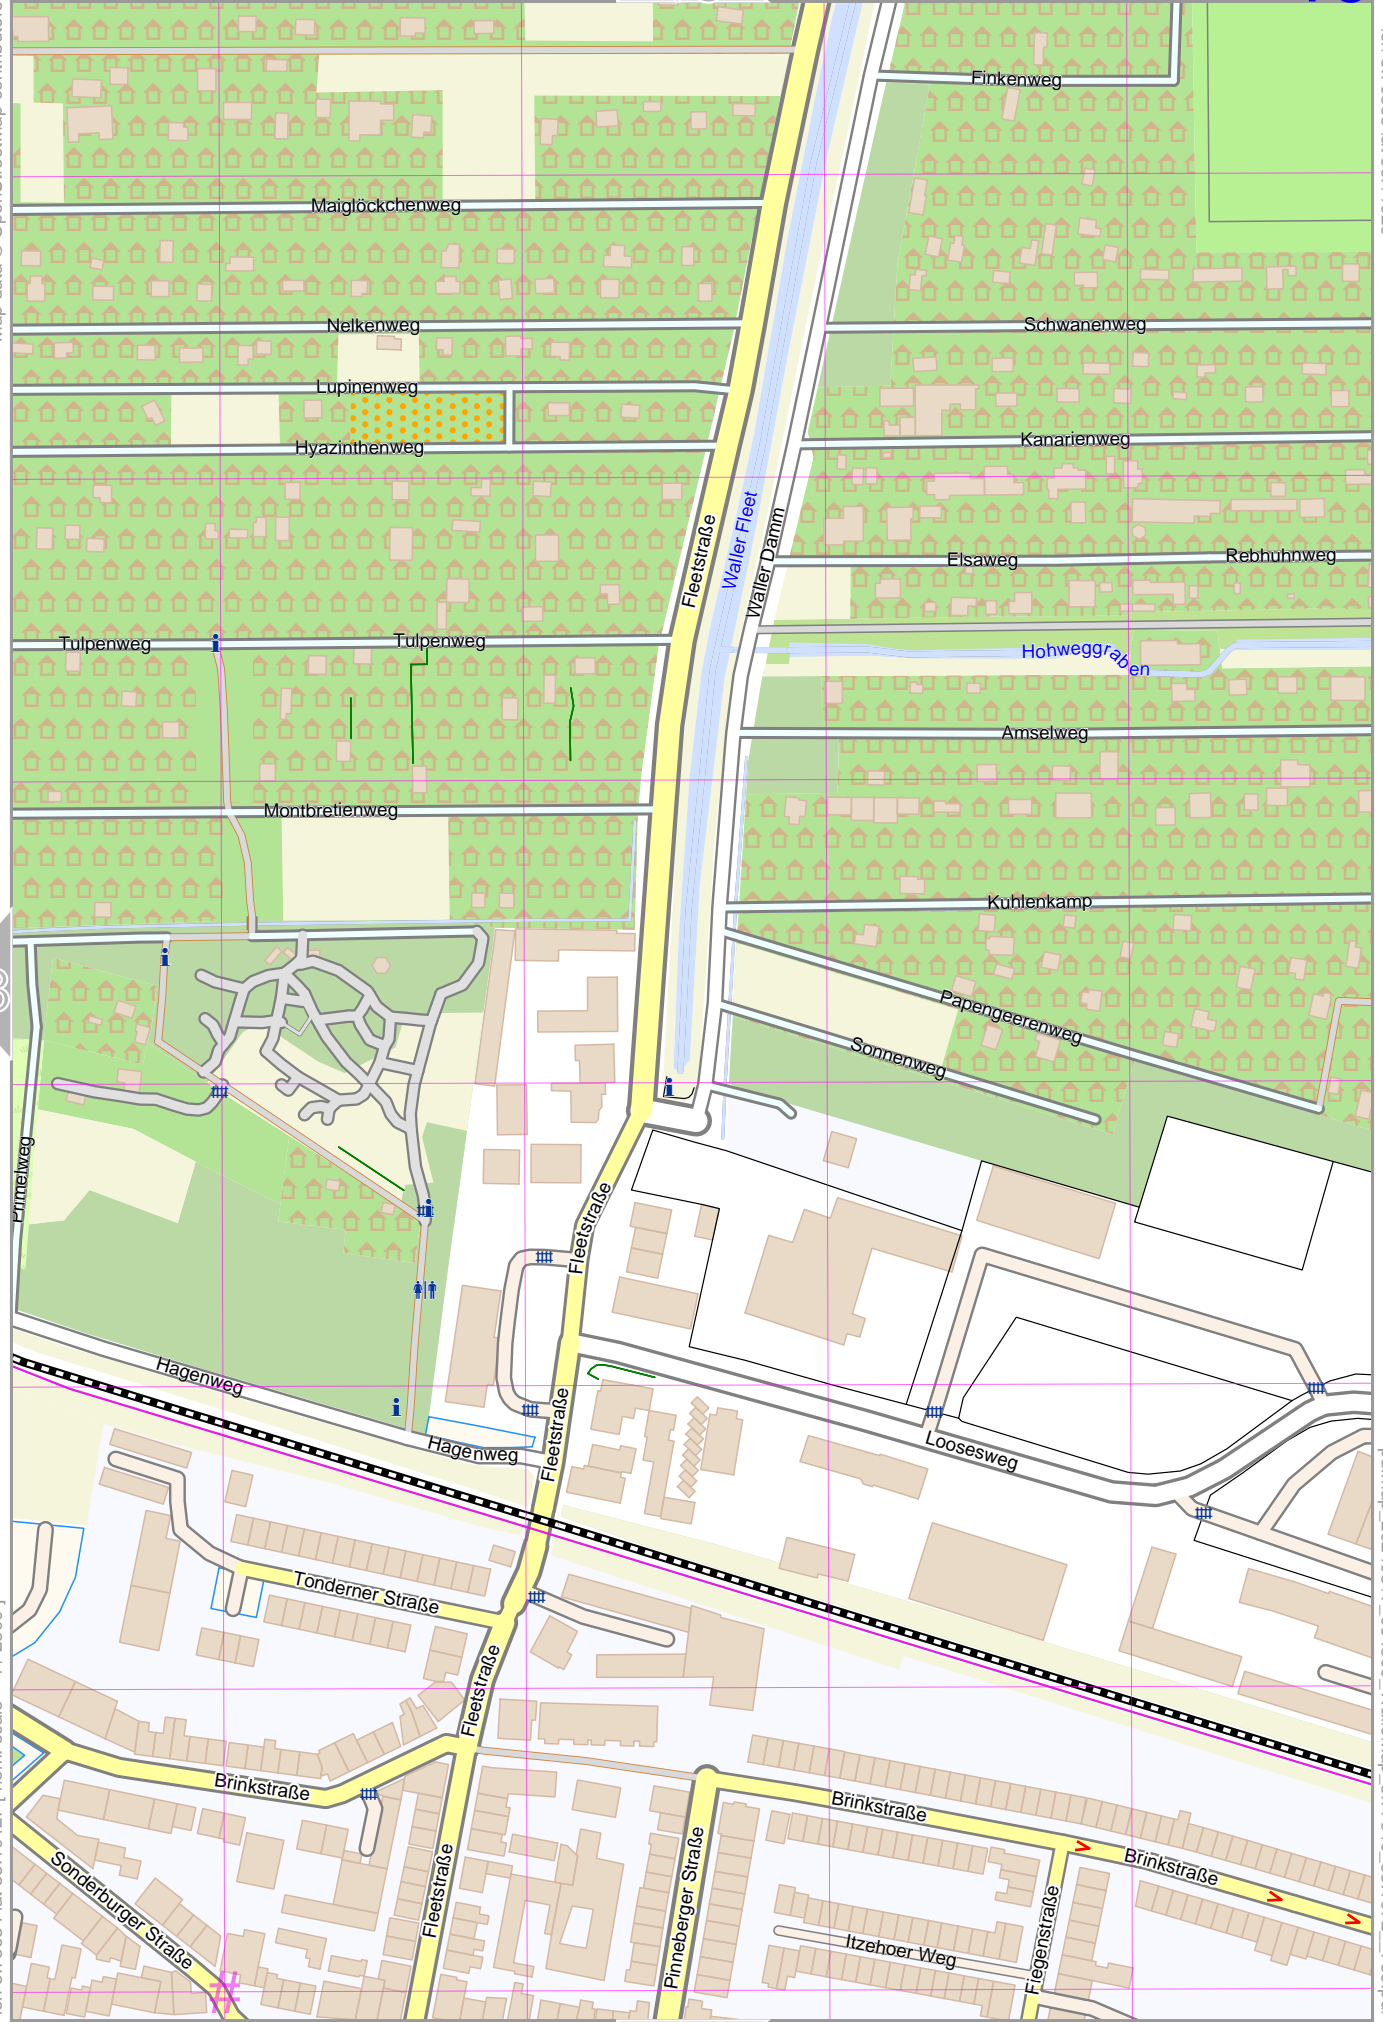 Finkenweg
Maiglöckchenweg
Nelkenweg
Schwanenweg
Lupinenweg
Hyazinthenweg
Kanarienweg
Fleetstraße
Waller Fleet
Waller Damm
Elsaweg
Rebhuhnweg
Tulpenweg
Tulpenweg
Hohweggraben
Amselweg
Montbretienweg
Kuhlenkamp
Papengeerenweg
Sonnenweg
Primelweg
Fleetstraße
Hagenweg
Hagenweg
Fleetstraße
Loosesweg
Tonderner Straße
Fleetstraße
Brinkstraße
Brinkstraße
Brinkstraße
Sonderburger Straße
Fleetstraße
Pinneberger Straße
Itzehoer Weg
Fiegenstraße